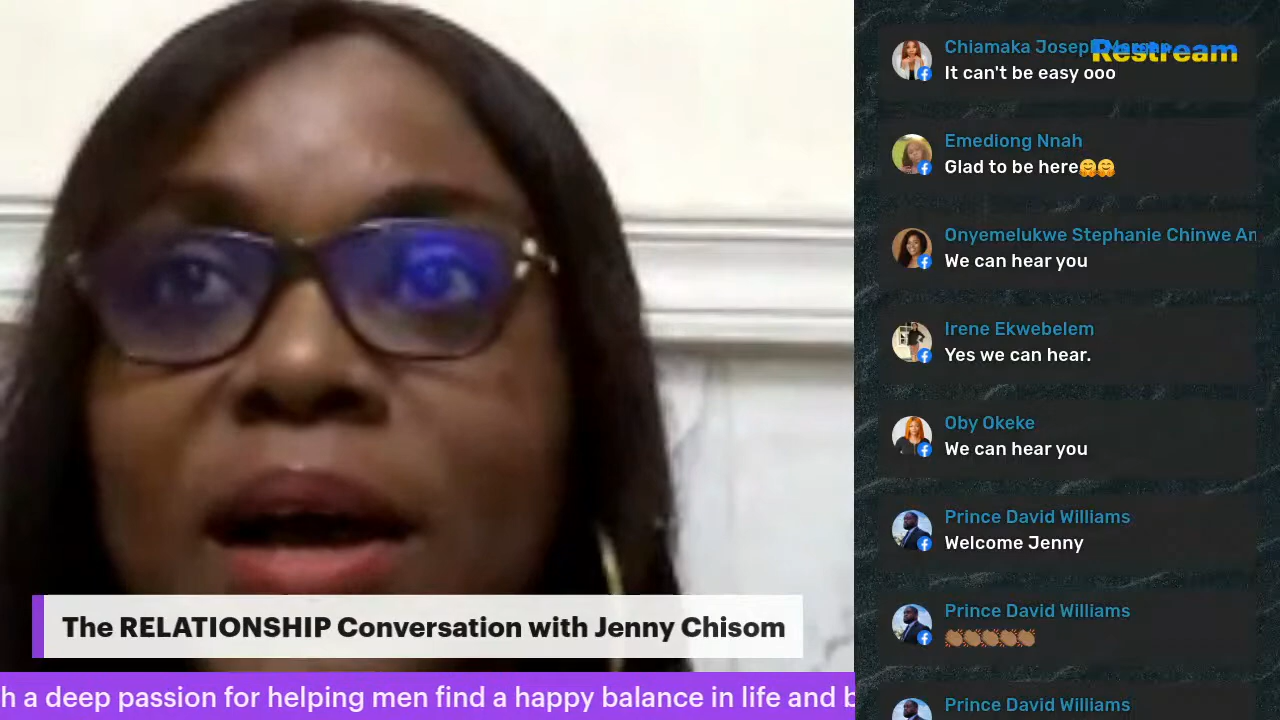 The RELATIONSHIP Conversation with Jenny Chisom
h a deep passion for helping men find a happy balance in life and b
Chiamaka Joseph
Restream
It can't be easy ooo
Emediong Nnah
Glad to be here🤗🤗
Onyemelukwe Stephanie Chinwe An
We can hear you
Irene Ekwebelem
Yes we can hear.
Oby Okeke
We can hear you
Prince David Williams
Welcome Jenny
Prince David Williams
👏🏽👏🏽👏🏽👏🏽👏🏽
Prince David Williams